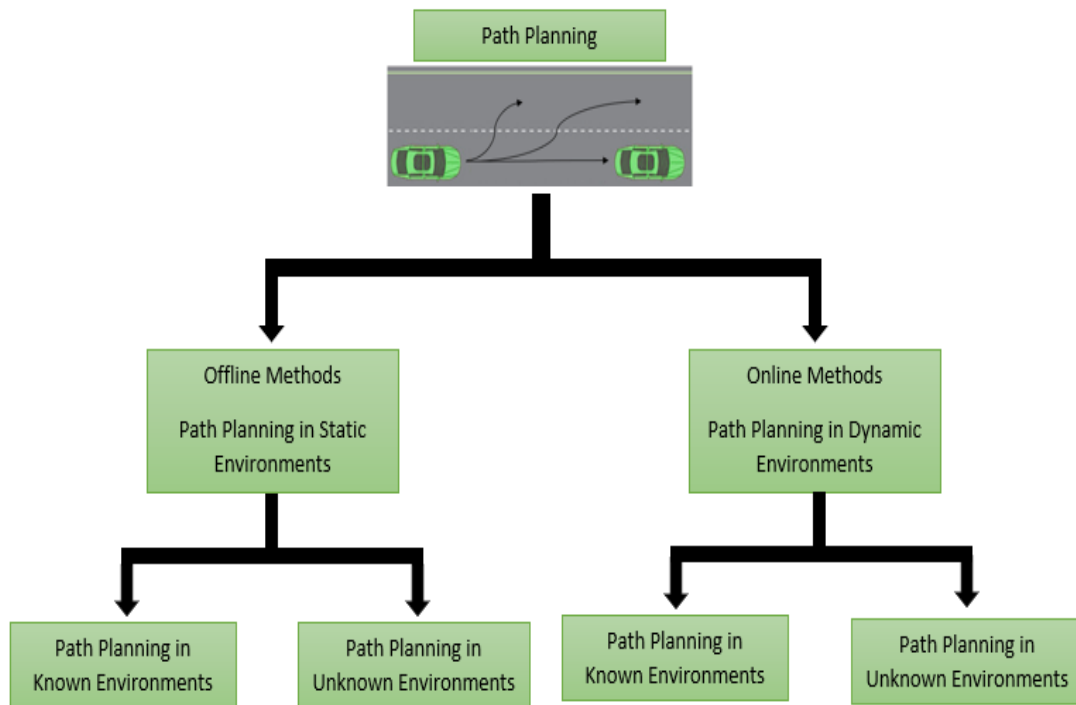 Path Planning
Offline Methods
Path Planning in Static
Environments
Online Methods
Path Planning in Dynamic
Environments
Path Planning in
Known Environments
Path Planning in
Unknown Environments
Path Planning in
Known Environments
Path Planning in
Unknown Environments